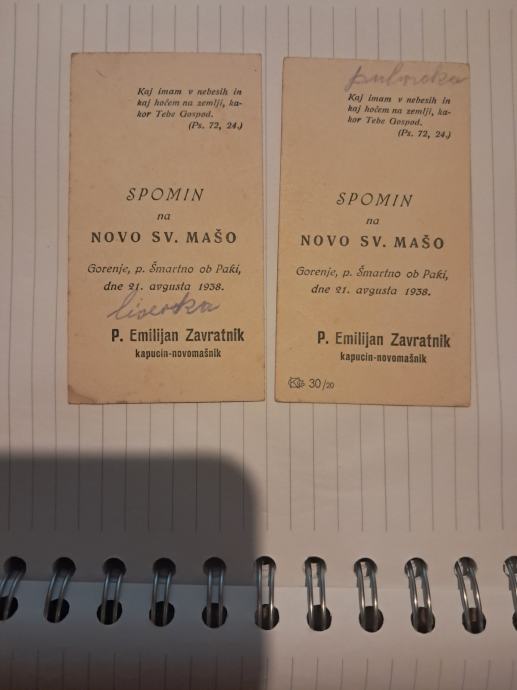 Kaj imam v nebesih in
kaj hočem na zemlji, ka-
kor Tebe Gospod.
(Ps. 72, 24.)
SPOMIN
na
NOVO SV. MAŠO
Gorenje, p. Šmartno ob Paki,
dne 21. avgusta 1938.
P. Emilijan Zavratnik
kapucin-novomašnik
Kaj imam v nebesih in
kaj hočem na zemlji, ka-
kor Tebe Gospod.
(Ps. 72, 24.)
SPOMIN
na
NOVO SV. MAŠO
Gorenje, p. Šmartno ob Paki,
dne 21. avgusta 1938.
P. Emilijan Zavratnik
kapucin-novomašnik
30/20